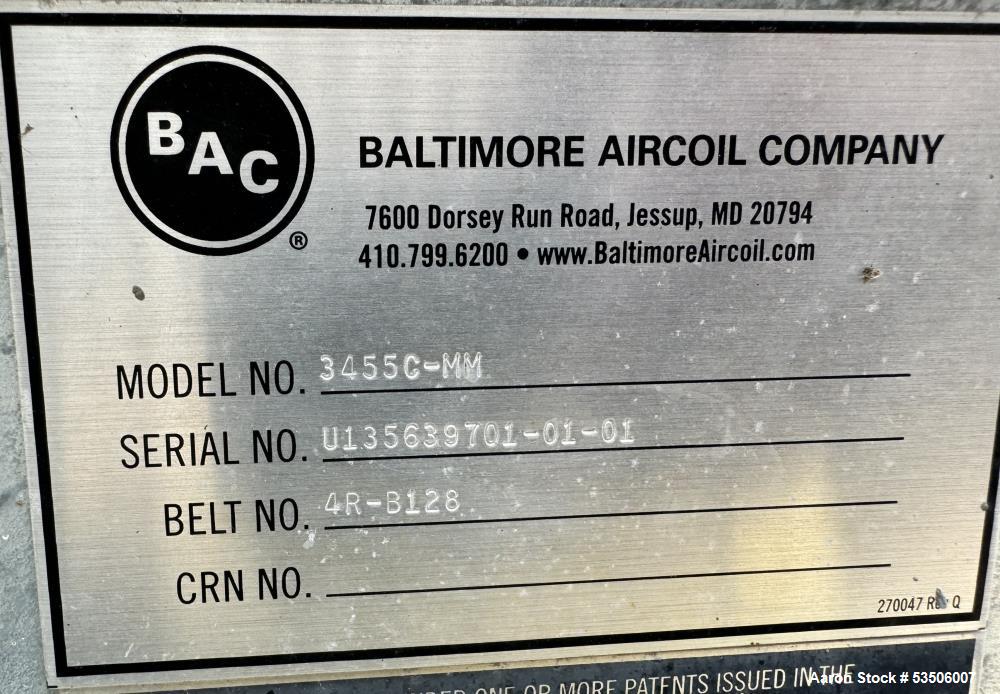 BAC
®
BALTIMORE AIRCOIL COMPANY
7600 Dorsey Run Road, Jessup, MD 20794
410.799.6200 • www.BaltimoreAircoil.com
MODEL NO. 3455C-MM
SERIAL NO. U135639701-01-01
BELT NO. 4R-B128
CRN NO.
270047 Rev Q
ONE OR MORE PATENTS ISSUED IN THE
Aaron Stock # 53506007